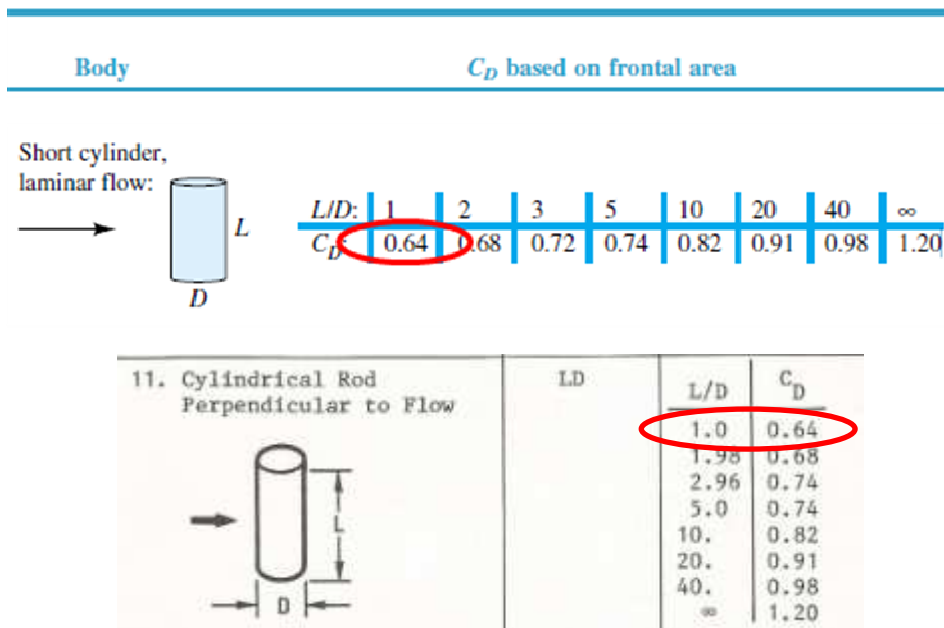 Body C_D based on frontal area
Short cylinder,
laminar flow:
L/D: 1 2 3 5 10 20 40 ∞
C_D: 0.64 0.68 0.72 0.74 0.82 0.91 0.98 1.20
L
D
11. Cylindrical Rod LD L/D C_D
Perpendicular to Flow
1.0 0.64
1.98 0.68
2.96 0.74
5.0 0.74
10. 0.82
20. 0.91
40. 0.98
∞ 1.20
L
D